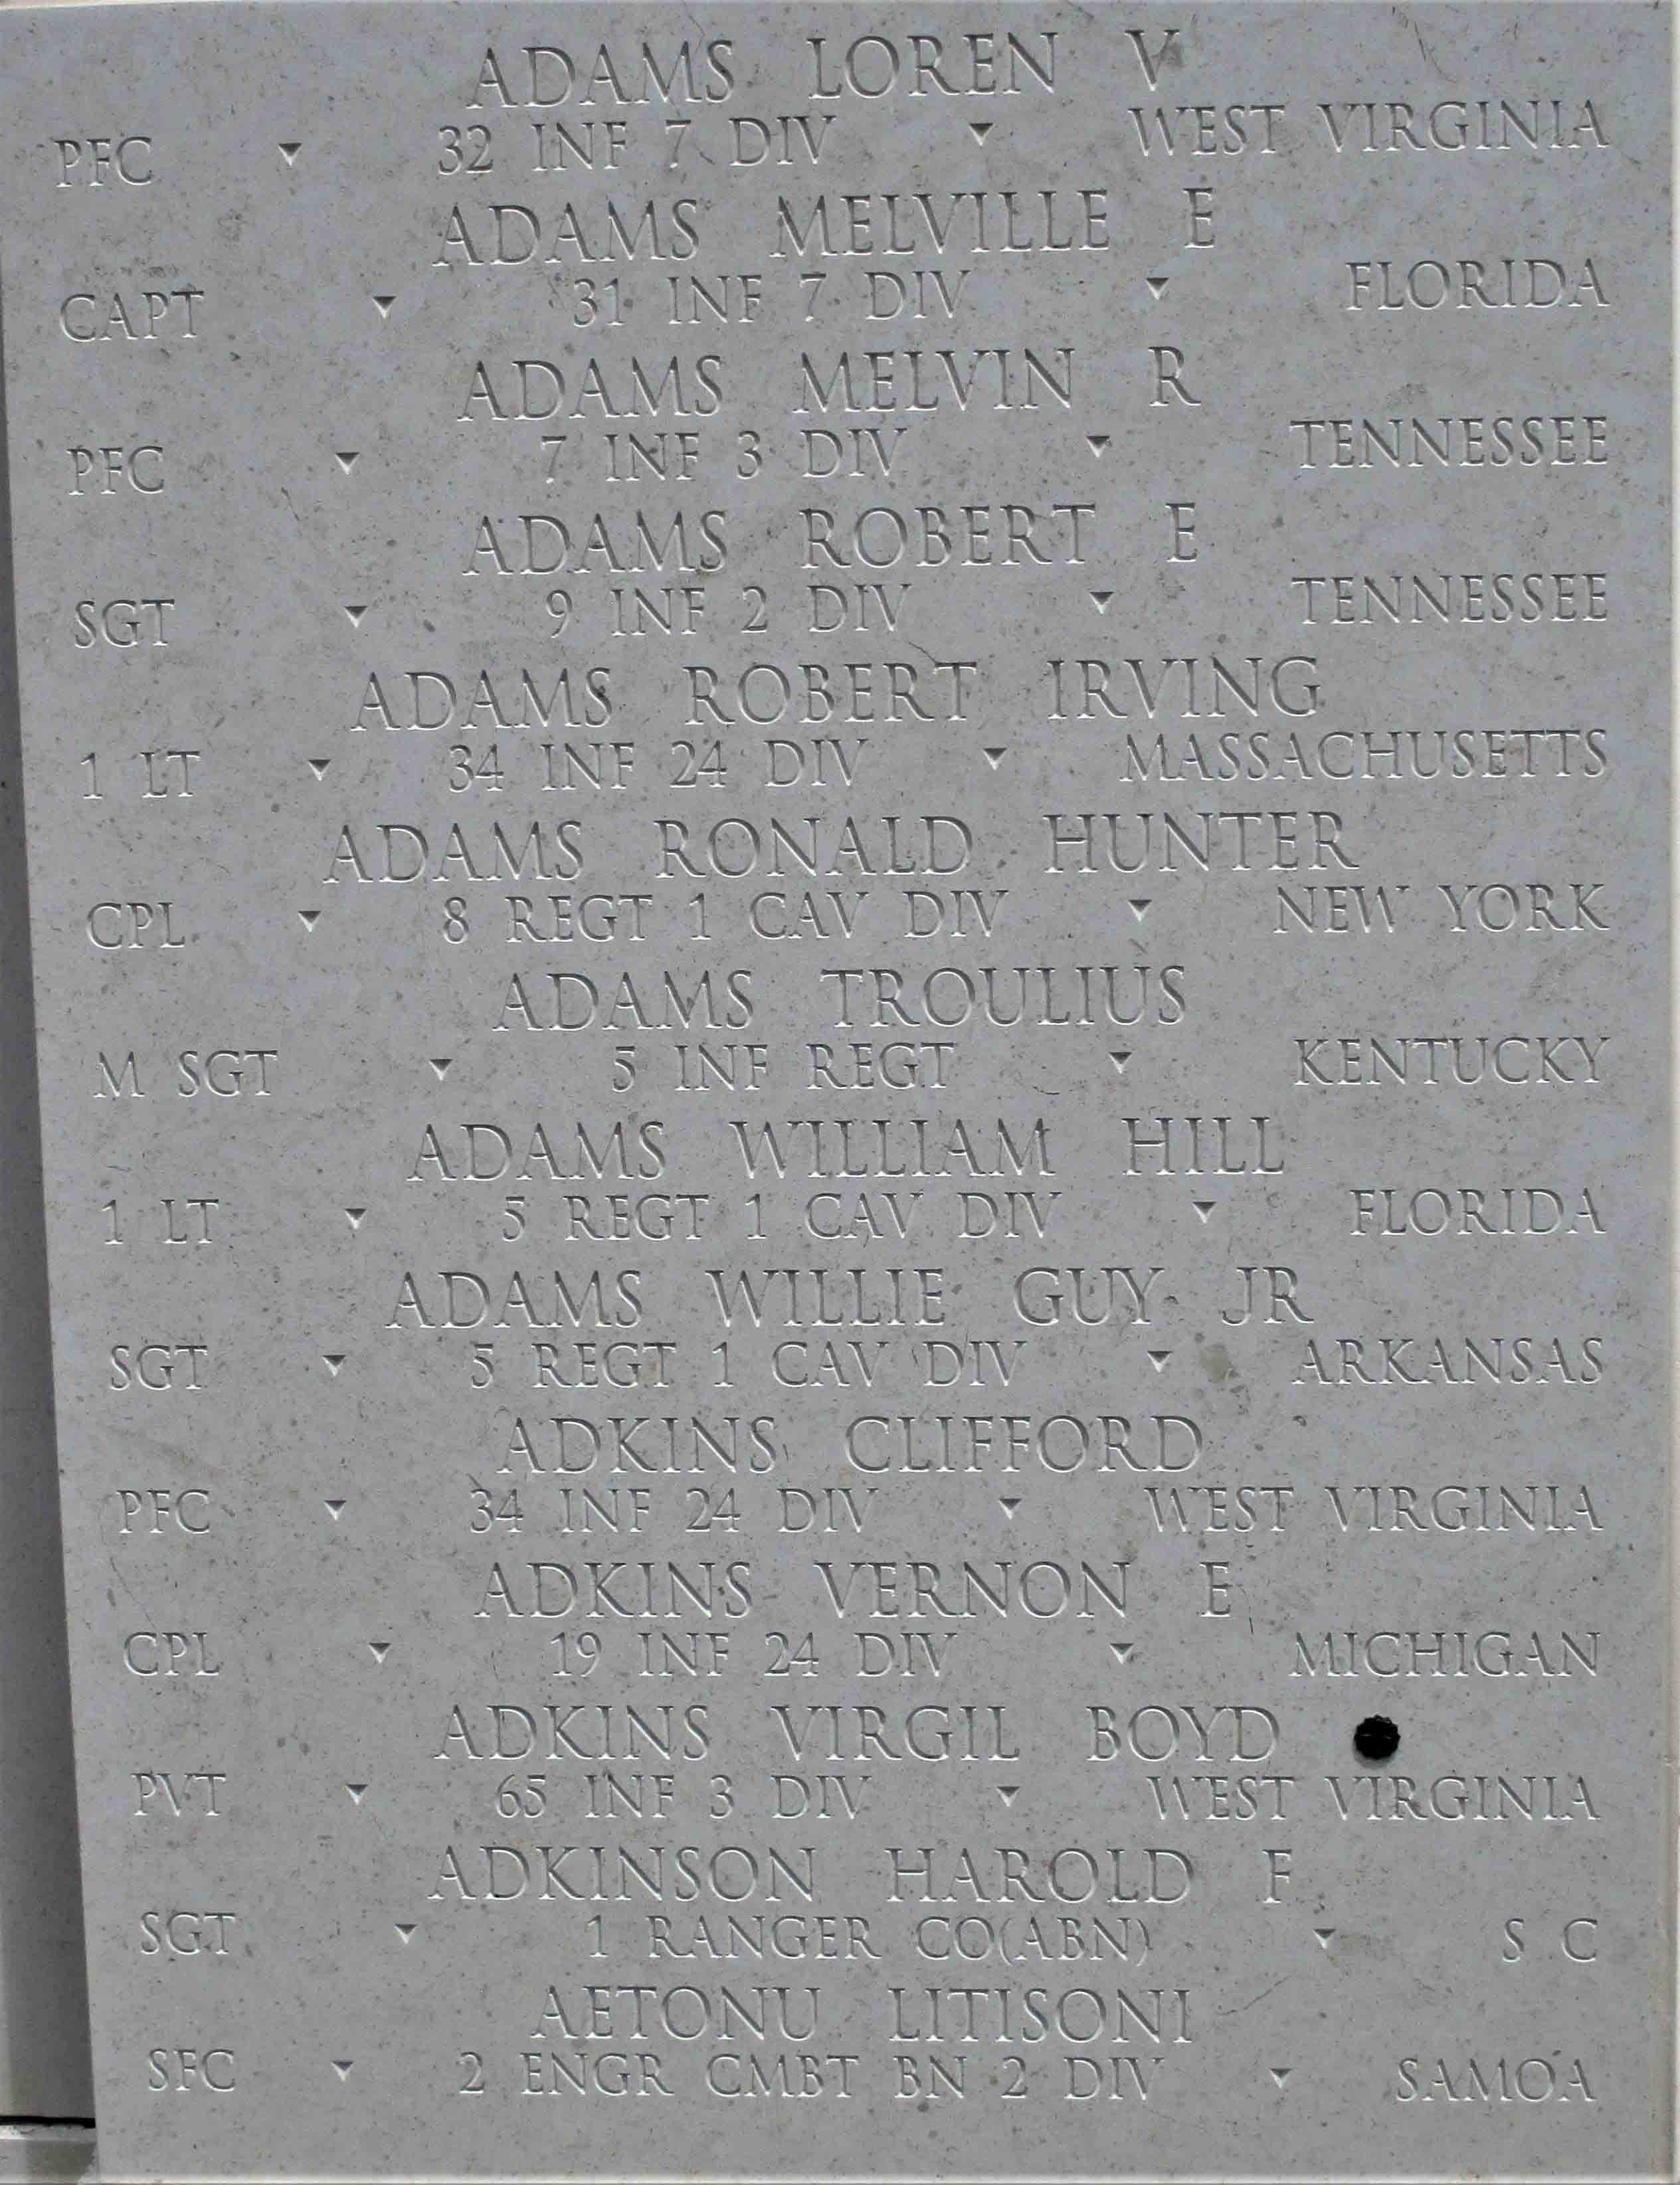 ADAMS LOREN V
PFC ▾ 32 INF 7 DIV ▾ WEST VIRGINIA
ADAMS MELVILLE E
CAPT ▾ 31 INF 7 DIV ▾ FLORIDA
ADAMS MELVIN R
PFC ▾ 7 INF 3 DIV ▾ TENNESSEE
ADAMS ROBERT E
SGT ▾ 9 INF 2 DIV ▾ TENNESSEE
ADAMS ROBERT IRVING
1 LT ▾ 34 INF 24 DIV ▾ MASSACHUSETTS
ADAMS RONALD HUNTER
CPL ▾ 8 REGT 1 CAV DIV ▾ NEW YORK
ADAMS TROULIUS
M SGT ▾ 5 INF REGT ▾ KENTUCKY
ADAMS WILLIAM HILL
1 LT ▾ 5 REGT 1 CAV DIV ▾ FLORIDA
ADAMS WILLIE GUY JR
SGT ▾ 5 REGT 1 CAV DIV ▾ ARKANSAS
ADKINS CLIFFORD
PFC ▾ 34 INF 24 DIV ▾ WEST VIRGINIA
ADKINS VERNON E
CPL ▾ 19 INF 24 DIV ▾ MICHIGAN
ADKINS VIRGIL BOYD
PVT ▾ 65 INF 3 DIV ▾ WEST VIRGINIA
ADKINSON HAROLD F
SGT ▾ 1 RANGER CO(ABN) ▾ S C
AETONU LITISONI
SFC ▾ 2 ENGR CMBT BN 2 DIV ▾ SAMOA